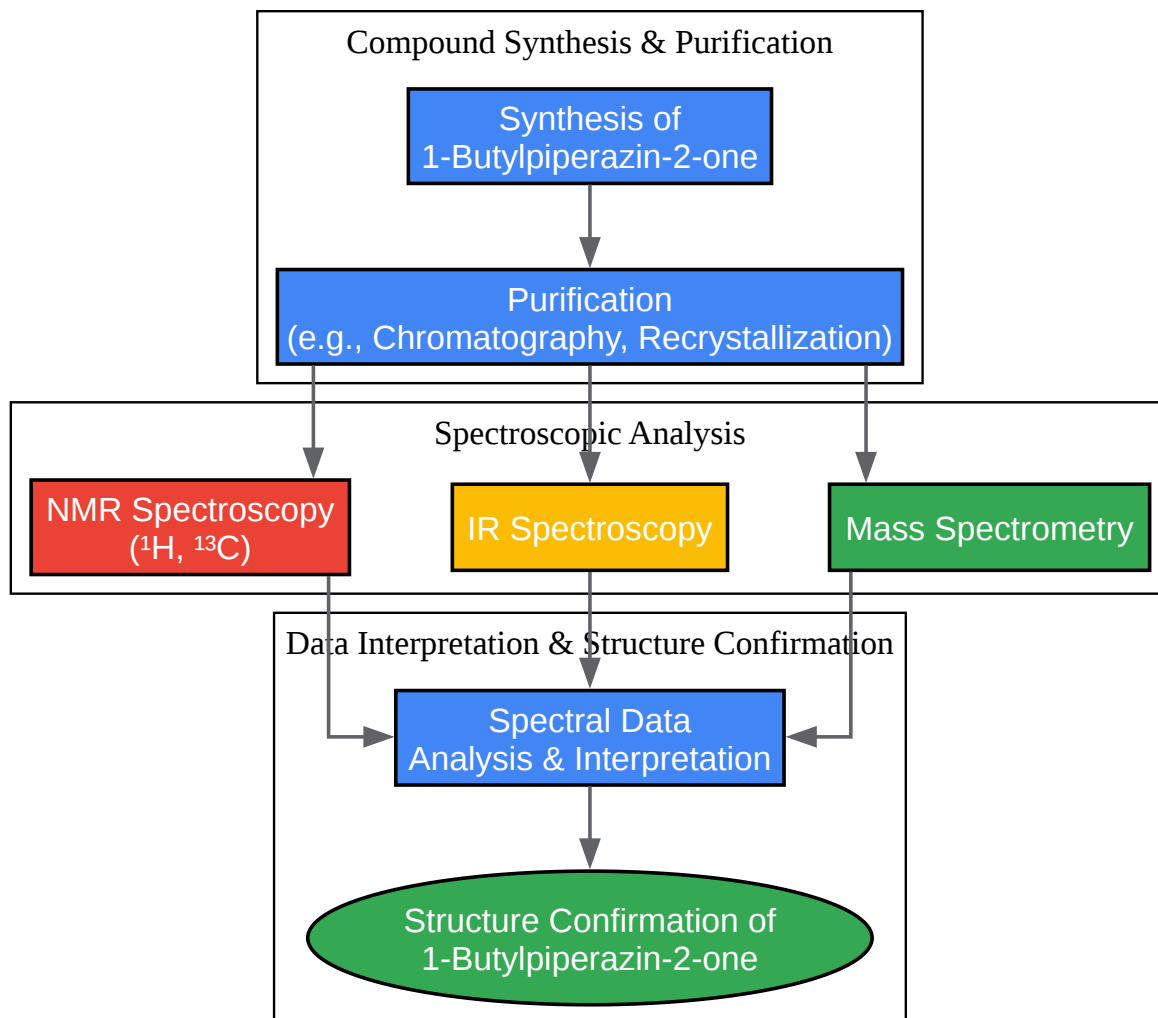 Compound Synthesis & Purification
Synthesis of
1-Butylpiperazin-2-one
Purification
(e.g., Chromatography, Recrystallization)
Spectroscopic Analysis
NMR Spectroscopy
(¹H, ¹³C)
IR Spectroscopy
Mass Spectrometry
Data Interpretation & Structure Confirmation
Spectral Data
Analysis & Interpretation
Structure Confirmation of
1-Butylpiperazin-2-one